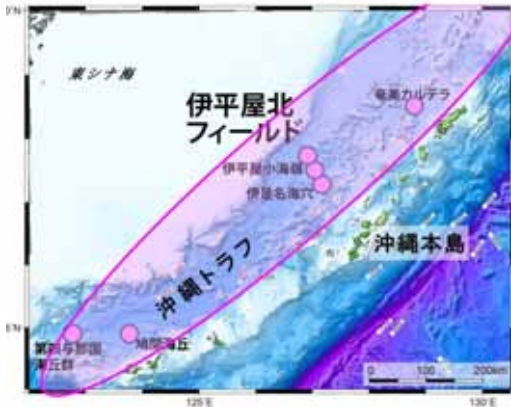 東シナ海
奄美カルデラ
伊平屋北
フィールド
伊平屋小海嶺
伊是名海穴
沖縄トラフ
沖縄本島
第四与那国
海丘群
鳩間海丘
0 100 200km
125°E
130°E